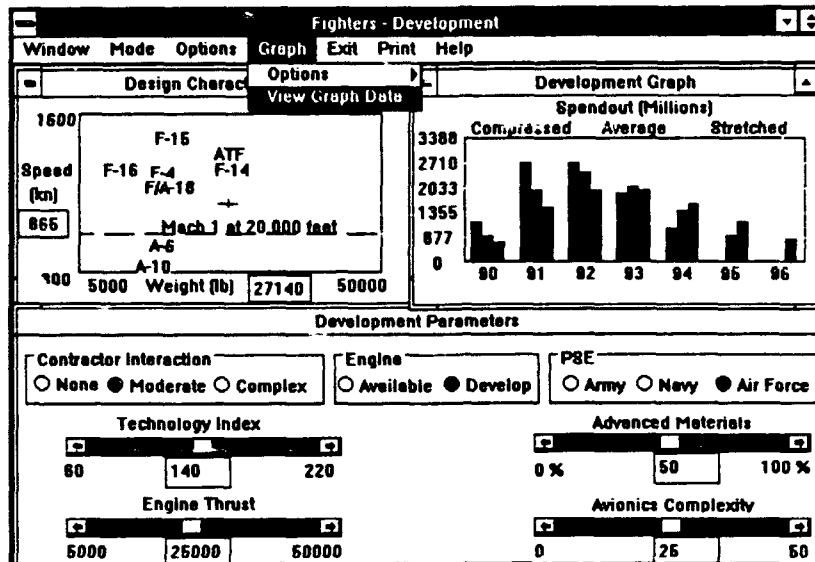 Fighters - Development
Window Mode Options Graph Exit Print Help
Options
View Graph Data
Design Charact
Development Graph
1600
F-15
ATF
F-16 F-4 F-14
F/A-18
Speed
(kn)
865
Mach 1 at 20,000 feet
A-6
A-10
300 5000 Weight (lb) 27140 50000
Spendout (Millions)
Compressed Average Stretched
3388
2710
2033
1355
677
0
90 91 92 93 94 95 96
Development Parameters
Contractor Interaction
None Moderate Complex
Engine
Available Develop
PSE
Army Navy Air Force
Technology Index
60 140 220
Advanced Materials
0 % 50 100 %
Engine Thrust
5000 25000 50000
Avionics Complexity
0 25 50